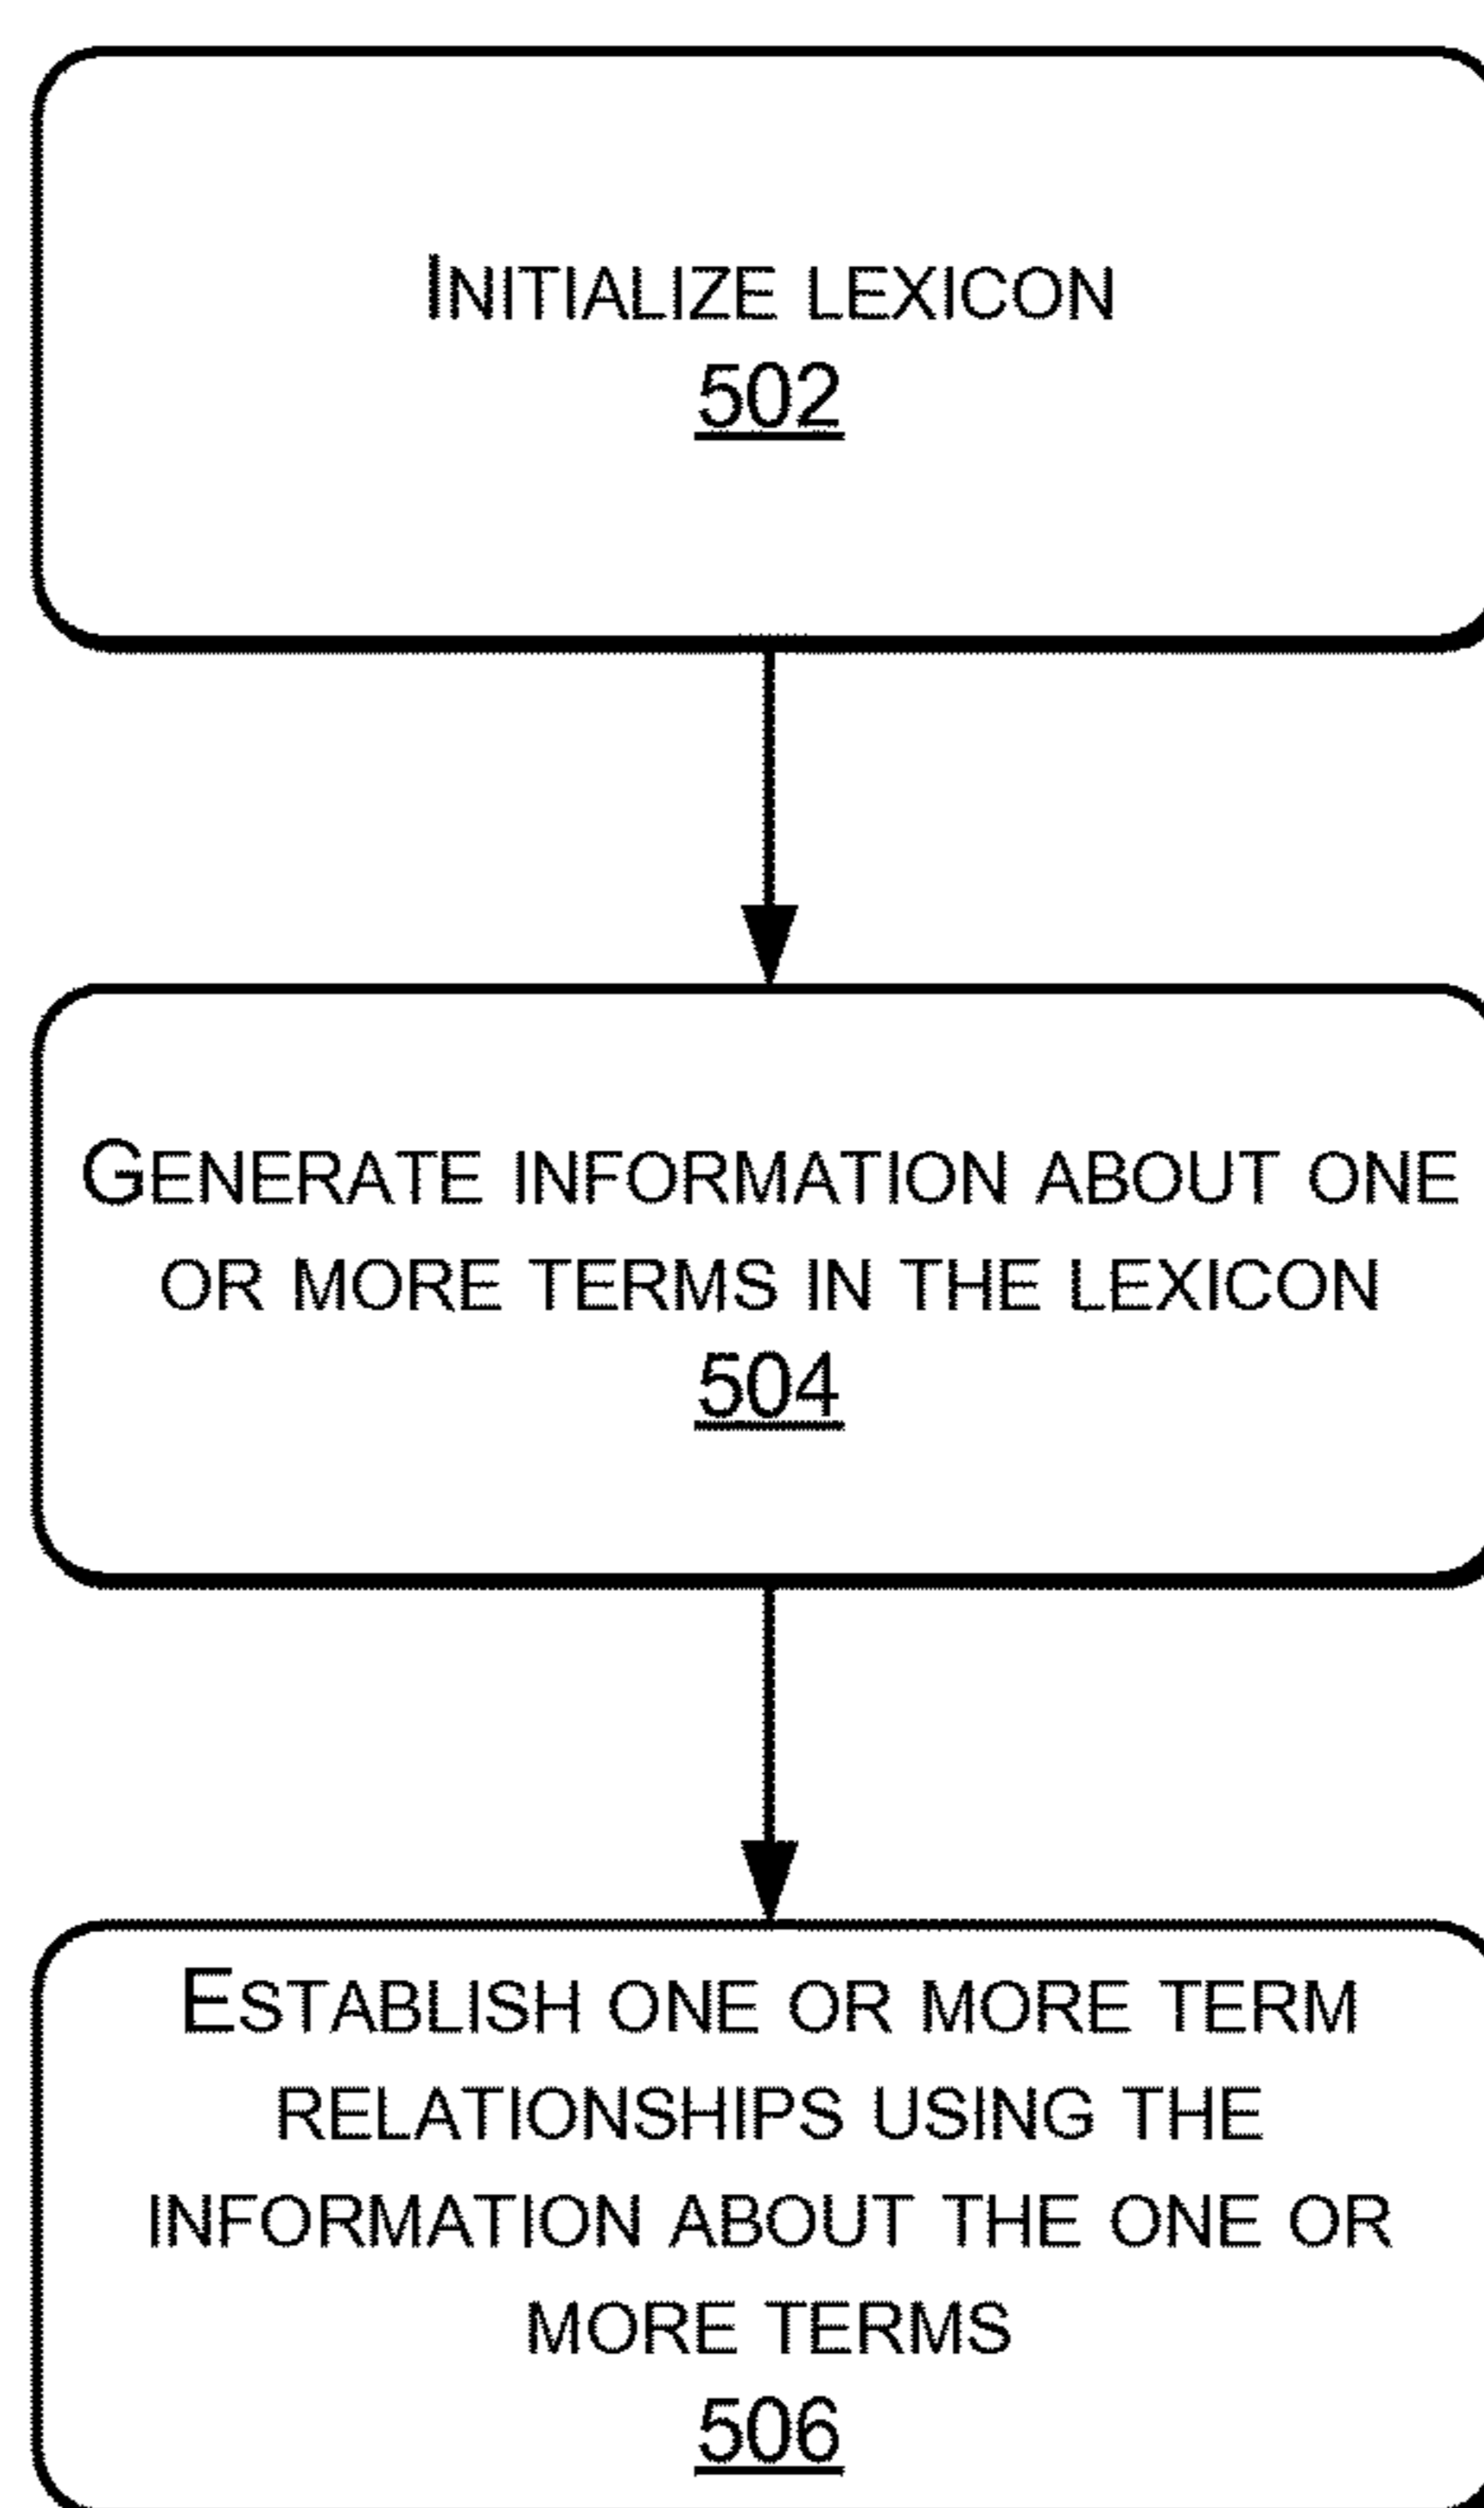 INITIALIZE LEXICON
502
GENERATE INFORMATION ABOUT ONE
OR MORE TERMS IN THE LEXICON
504
ESTABLISH ONE OR MORE TERM
RELATIONSHIPS USING THE
INFORMATION ABOUT THE ONE OR
MORE TERMS
506